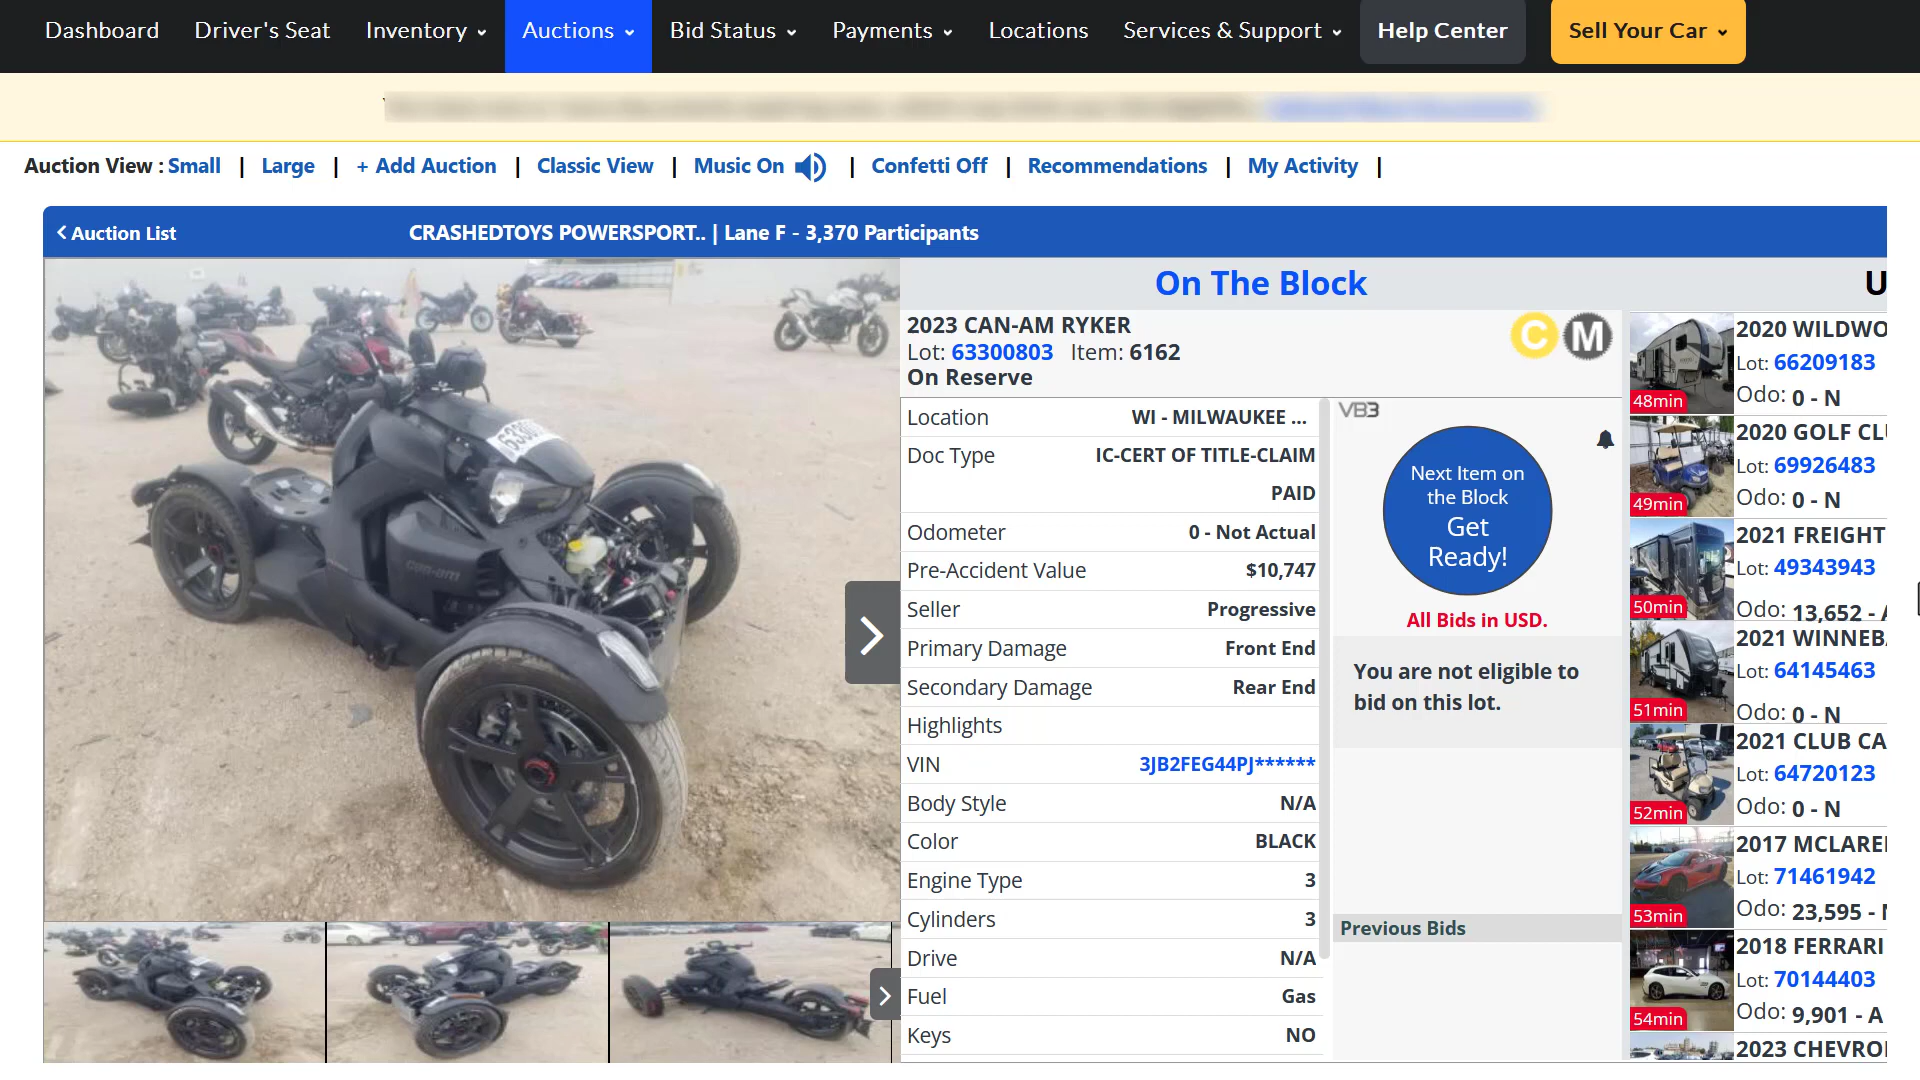 Dashboard
Driver's Seat
Inventory
Auctions
Bid Status
Payments
Locations
Services & Support
Help Center
Sell Your Car
Auction View : Small | Large | + Add Auction | Classic View | Music On | Confetti Off | Recommendations | My Activity |
Auction List
CRASHEDTOYS POWERSPORT.. | Lane F - 3,370 Participants
On The Block
U
2023 CAN-AM RYKER
Lot: 63300803 Item: 6162
On Reserve
C M
Location WI - MILWAUKEE ...
Doc Type IC-CERT OF TITLE-CLAIM
PAID
Odometer 0 - Not Actual
Pre-Accident Value $10,747
Seller Progressive
Primary Damage Front End
Secondary Damage Rear End
Highlights
VIN 3JB2FEG44PJ******
Body Style N/A
Color BLACK
Engine Type 3
Cylinders 3
Drive N/A
Fuel Gas
Keys NO
VB3
Next Item on
the Block
Get
Ready!
All Bids in USD.
You are not eligible to
bid on this lot.
Previous Bids
2020 WILDWO
Lot: 66209183
Odo: 0 - N
48min
2020 GOLF CLU
Lot: 69926483
Odo: 0 - N
49min
2021 FREIGHT
Lot: 49343943
Odo: 13,652 - A
50min
2021 WINNEBA
Lot: 64145463
Odo: 0 - N
51min
2021 CLUB CA
Lot: 64720123
Odo: 0 - N
52min
2017 MCLAREN
Lot: 71461942
Odo: 23,595 - N
53min
2018 FERRARI
Lot: 70144403
Odo: 9,901 - A
54min
2023 CHEVROL
can-am